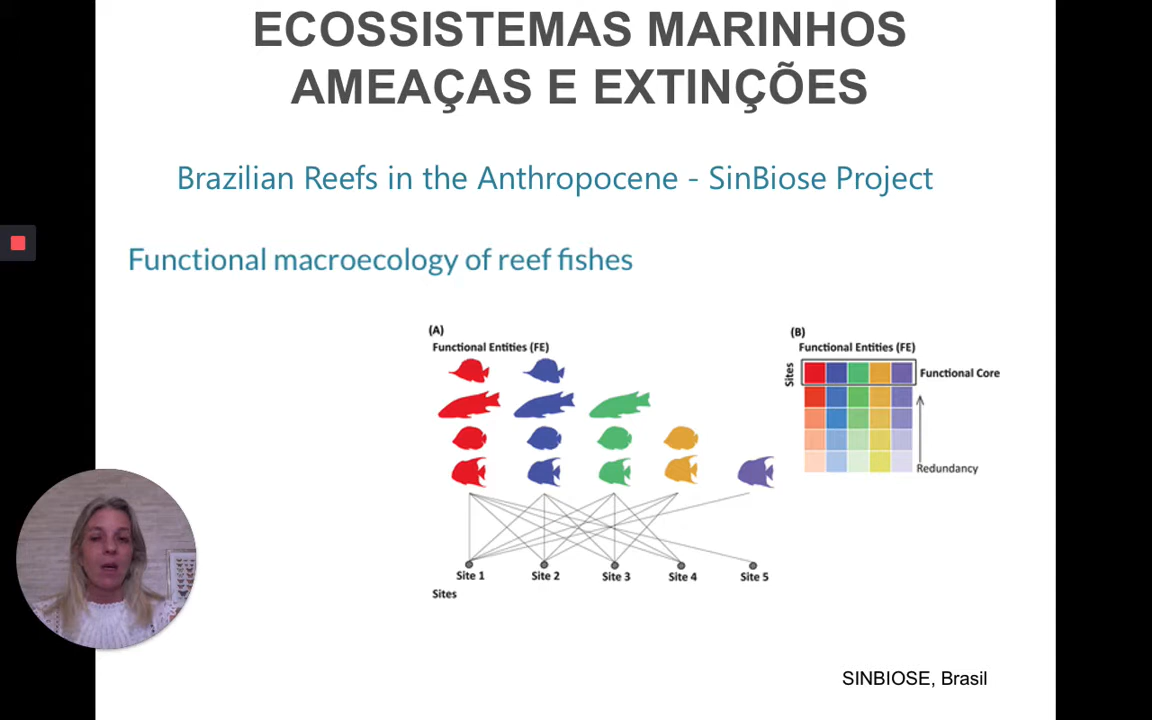 ECOSSISTEMAS MARINHOS
AMEAÇAS E EXTINÇÕES
Brazilian Reefs in the Anthropocene - SinBiose Project
Functional macroecology of reef fishes
(A)
Functional Entities (FE)
(B)
Functional Entities (FE)
Sites
Functional Core
Redundancy
Site 1
Site 2
Site 3
Site 4
Site 5
Sites
SINBIOSE, Brasil